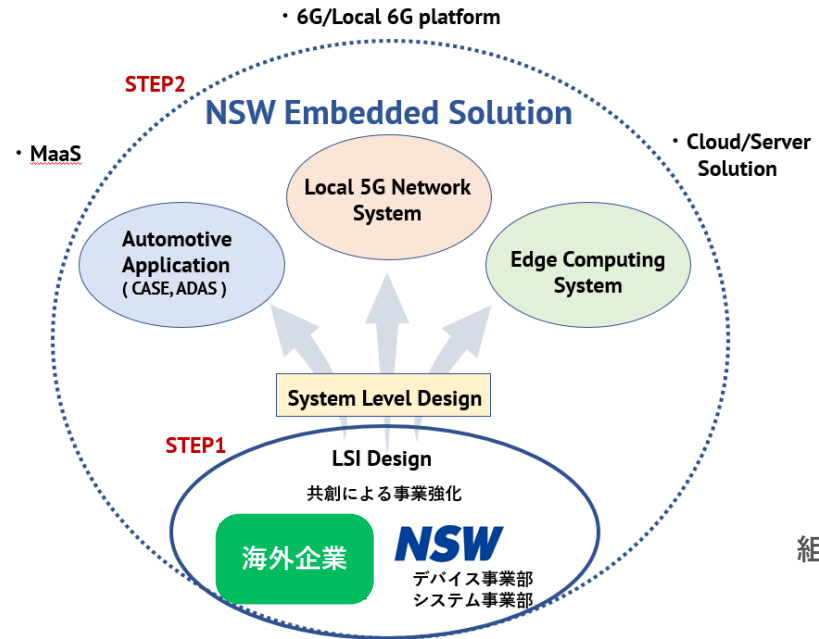 ・6G/Local 6G platform
STEP2
NSW Embedded Solution
・MaaS
・Cloud/Server
Solution
Local 5G Network
System
Automotive
Application
( CASE, ADAS )
Edge Computing
System
System Level Design
STEP1
LSI Design
共創による事業強化
海外企業
NSW
デバイス事業部
システム事業部
組